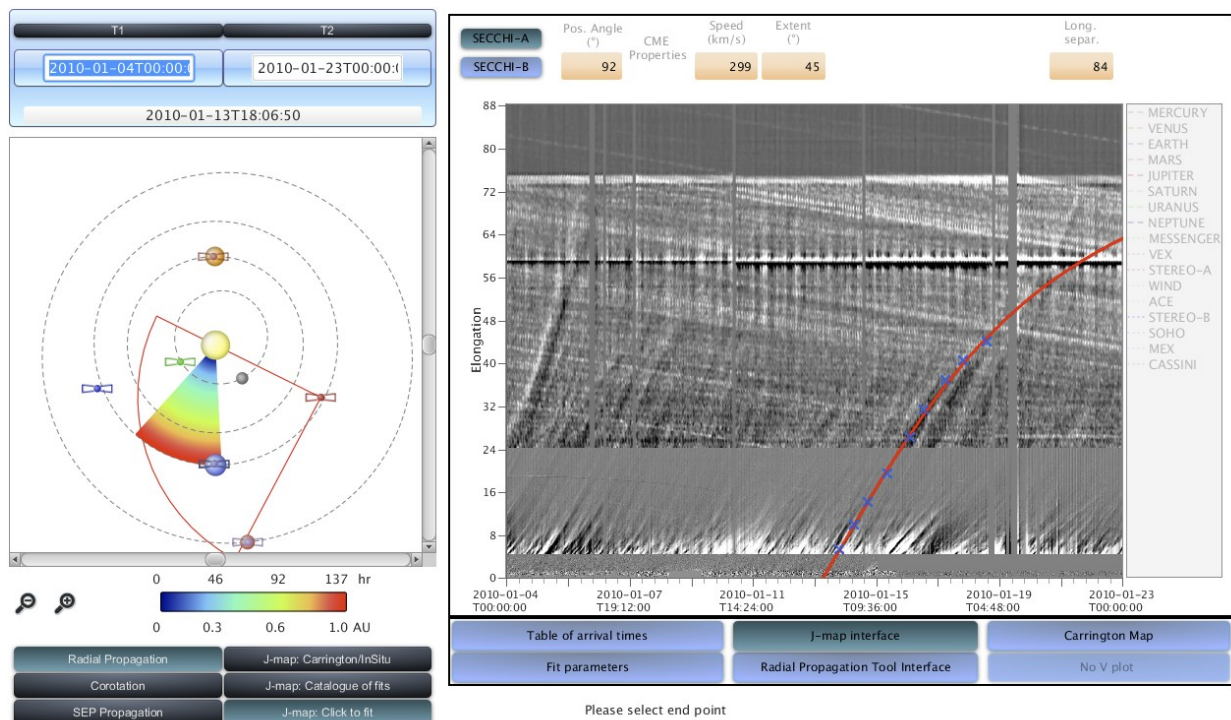 T1 T2
2010-01-04T00:00:0 2010-01-23T00:00:0
2010-01-13T18:06:50
0 46 92 137 hr
0 0.3 0.6 1.0 AU
Radial Propagation J-map: Carrington/InSitu
Corotation J-map: Catalogue of fits
SEP Propagation J-map: Click to fit
SECCHI-A
SECCHI-B
Pos. Angle
(°)
92
CME
Properties
Speed
(km/s)
299
Extent
(°)
45
Long.
separ.
84
Elongation
88
80
72
64
56
48
40
32
24
16
8
0
2010-01-04 2010-01-07 2010-01-11 2010-01-15 2010-01-19 2010-01-23
T00:00:00 T19:12:00 T14:24:00 T09:36:00 T04:48:00 T00:00:00
MERCURY
VENUS
EARTH
MARS
JUPITER
SATURN
URANUS
NEPTUNE
MESSENGER
VEX
STEREO-A
WIND
ACE
STEREO-B
SOHO
MEX
CASSINI
Table of arrival times J-map interface Carrington Map
Fit parameters Radial Propagation Tool Interface No V plot
Please select end point